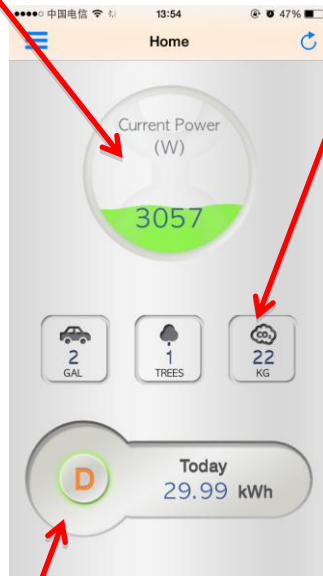 中国电信 13:54 47%
Home
Current Power
(W)
3057
2
GAL
1
TREES
CO₂
22
KG
D
Today
29.99 kWh